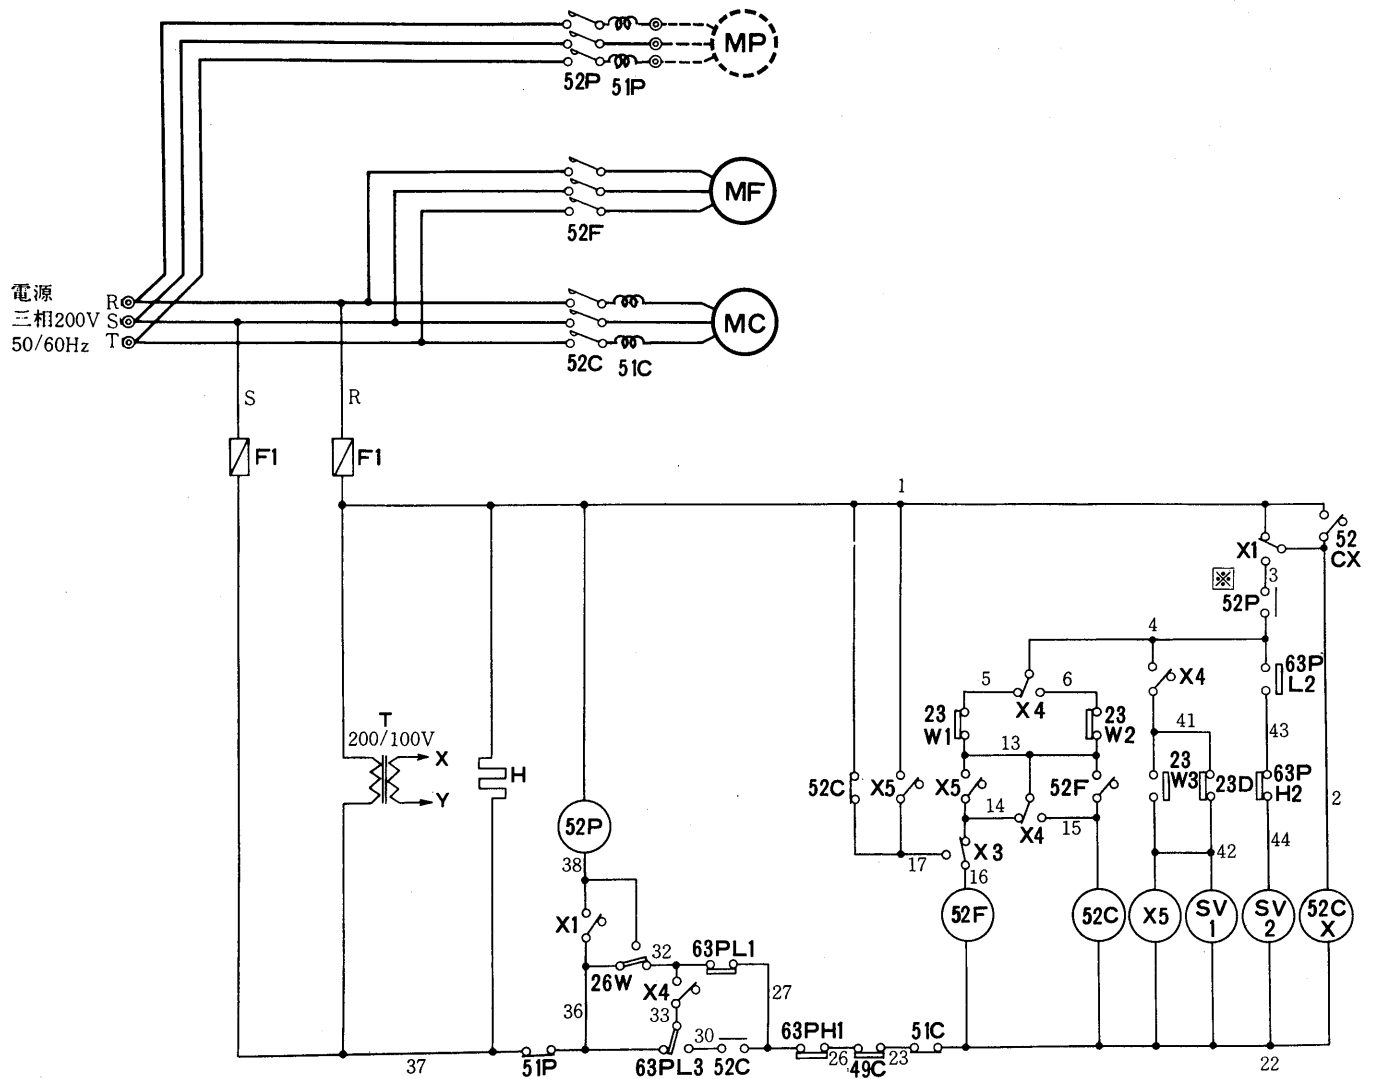 MP
52P
51P
MF
52F
電源
三相200V
50/60Hz
R
S
T
MC
52C
51C
S
R
F1
F1
1
X1
52
CX
※
3
52P
4
5
6
X4
X4
63P
L2
23
W1
23
W2
13
41
43
T
200/100V
X
Y
H
52C
X5
X5
52F
23
W3
23D
63P
H2
2
14
X4
15
52P
17
X3
16
42
44
38
52F
52C
X5
SV
1
SV
2
52C
X
X1
26W
32
63PL1
X4
27
36
33
30
63PH1
51C
37
51P
63PL3
52C
26
49C
23
22